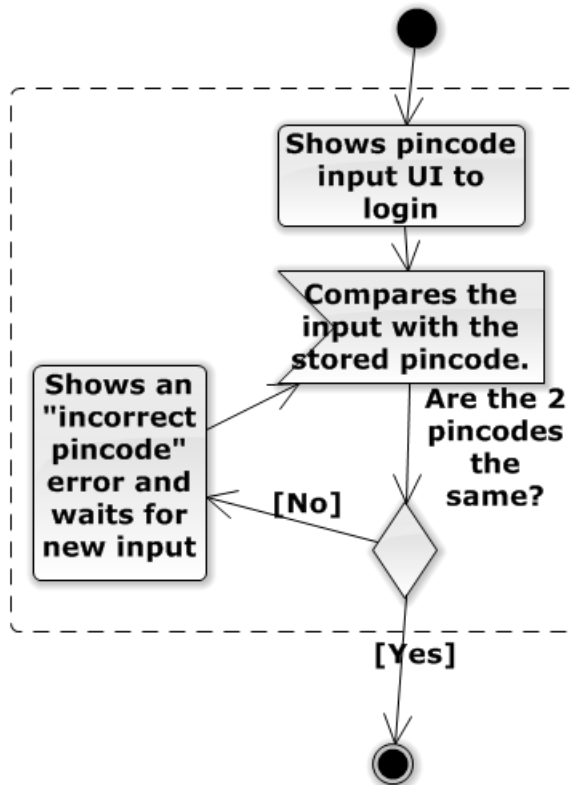 Shows pincode
input UI to
login
Compares the
input with the
stored pincode.
Are the 2
pincodes
the
same?
Shows an
"incorrect
pincode"
error and
waits for
new input
[No]
[Yes]